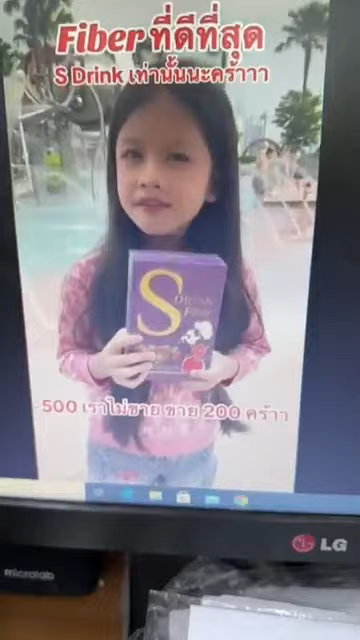 Fiber ที่ดีที่สุด
S Drink เท่านั้นนะคร้าาา
S
DRINK
Fiber
500 เราไม่ขาย ขาย 200 คร้าา
LG
microlab